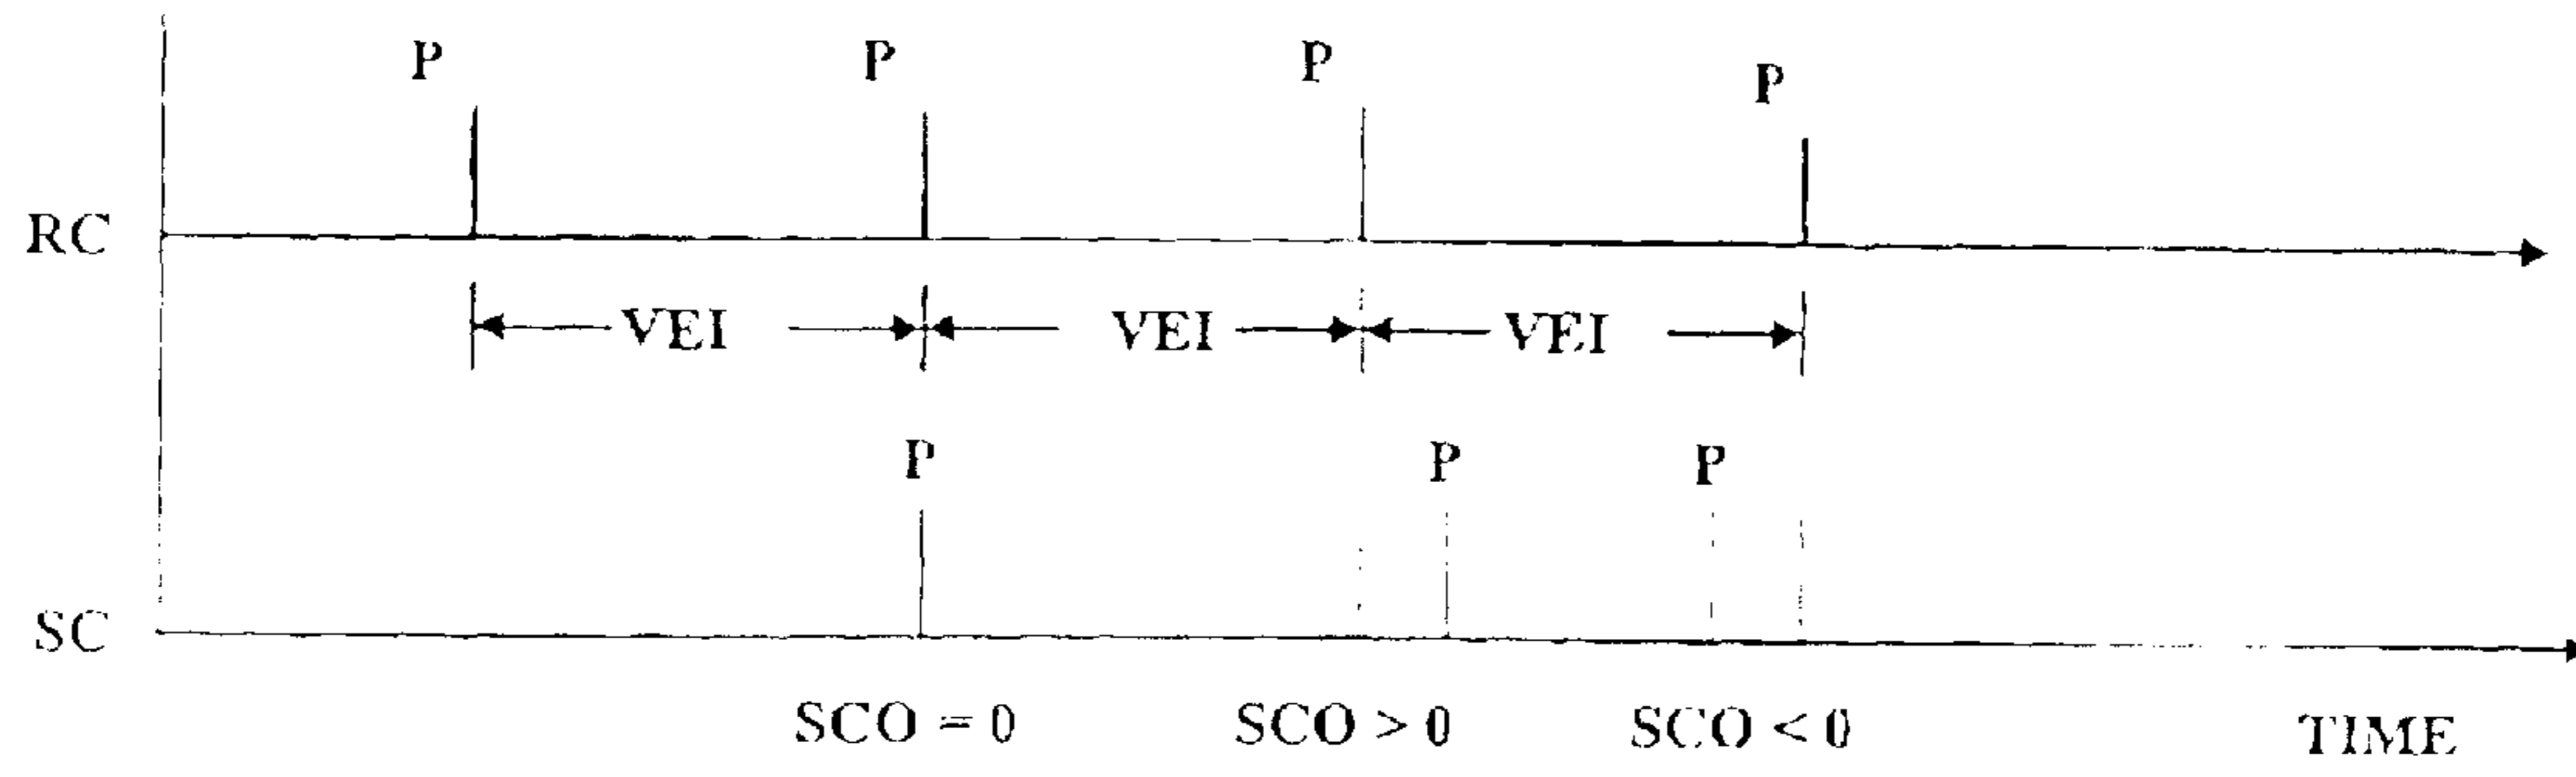 P P P P
RC
VEI VEI VEI
P P P
SC
SCO = 0 SCO > 0 SCO < 0 TIME